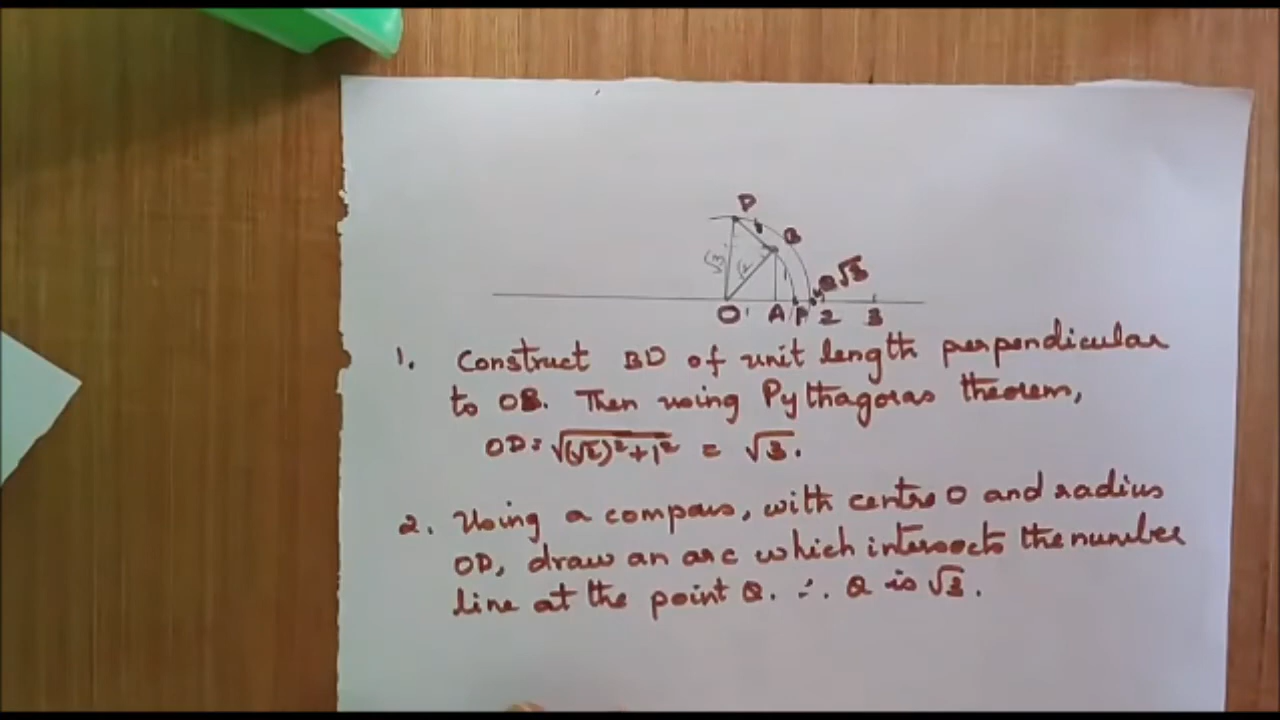 D
B
√3
√2
1
Q √3
O A P 2 3
1. Construct BD of unit length perpendicular
to OB. Then using Pythagoras theorem,
OD = √(√2)²+1² = √3.
2. Using a compass, with centre O and radius
OD, draw an arc which intersects the number
line at the point Q. ∴ Q is √3.